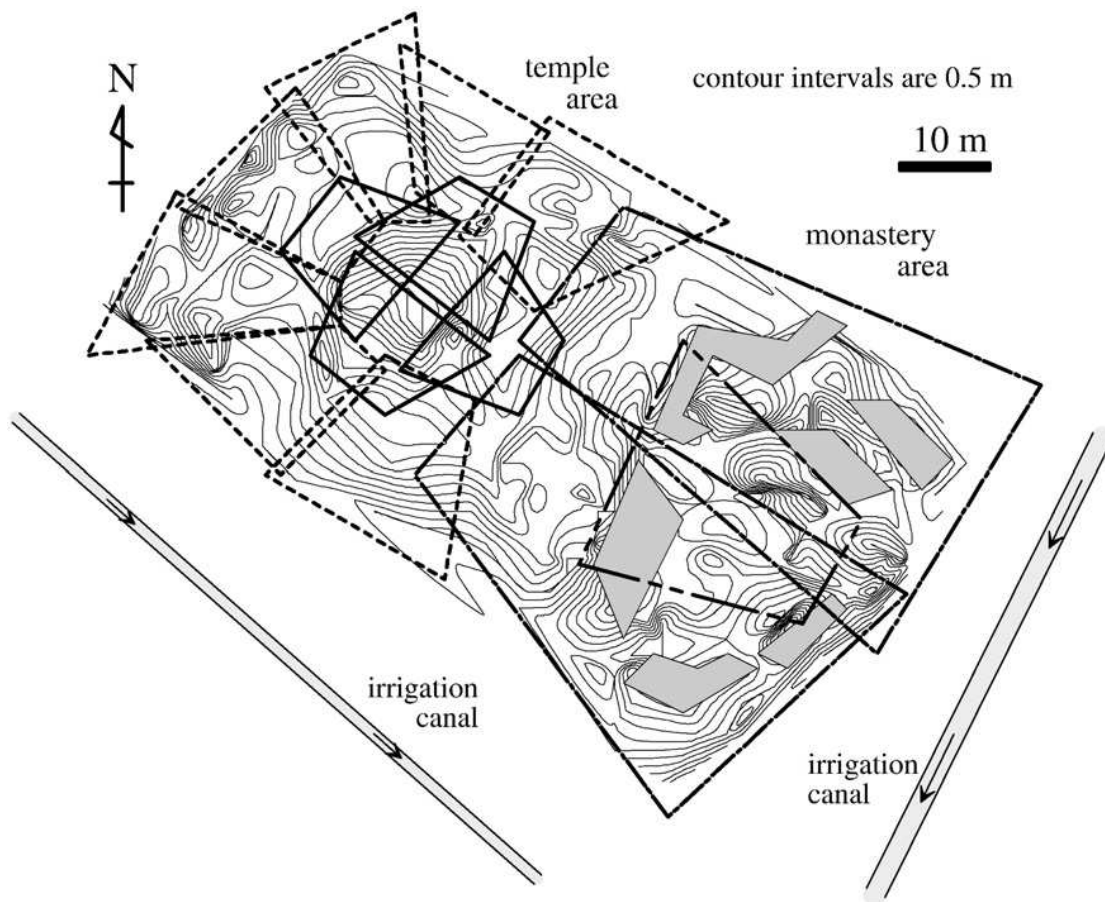 N
temple
area
contour intervals are 0.5 m
10 m
monastery
area
irrigation
canal
irrigation
canal